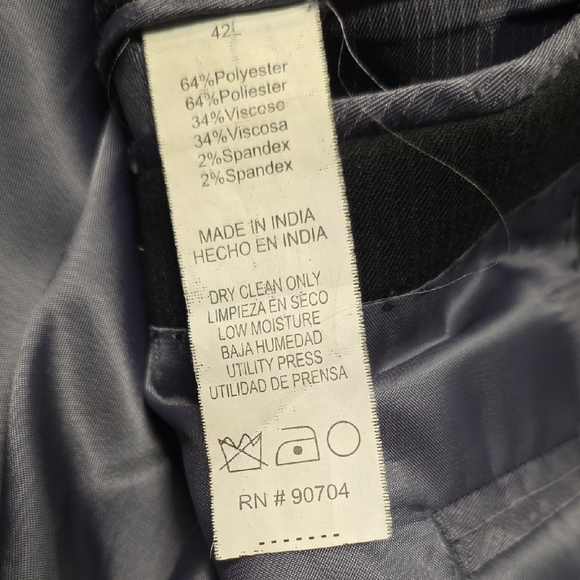 42L
64%Polyester
64%Poliester
34%Viscose
34%Viscosa
2%Spandex
2%Spandex
MADE IN INDIA
HECHO EN INDIA
DRY CLEAN ONLY
LIMPIEZA EN SECO
LOW MOISTURE
BAJA HUMEDAD
UTILITY PRESS
UTILIDAD DE PRENSA
RN # 90704